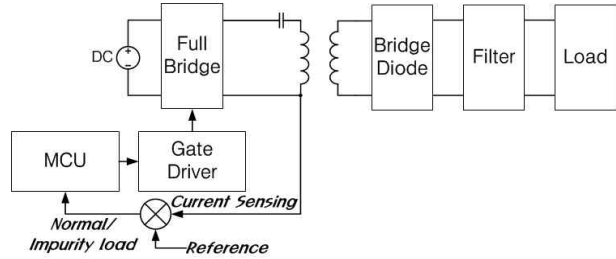 DC
Full
Bridge
Bridge
Diode
Filter
Load
MCU
Gate
Driver
Current Sensing
Normal/
Impurity load
Reference